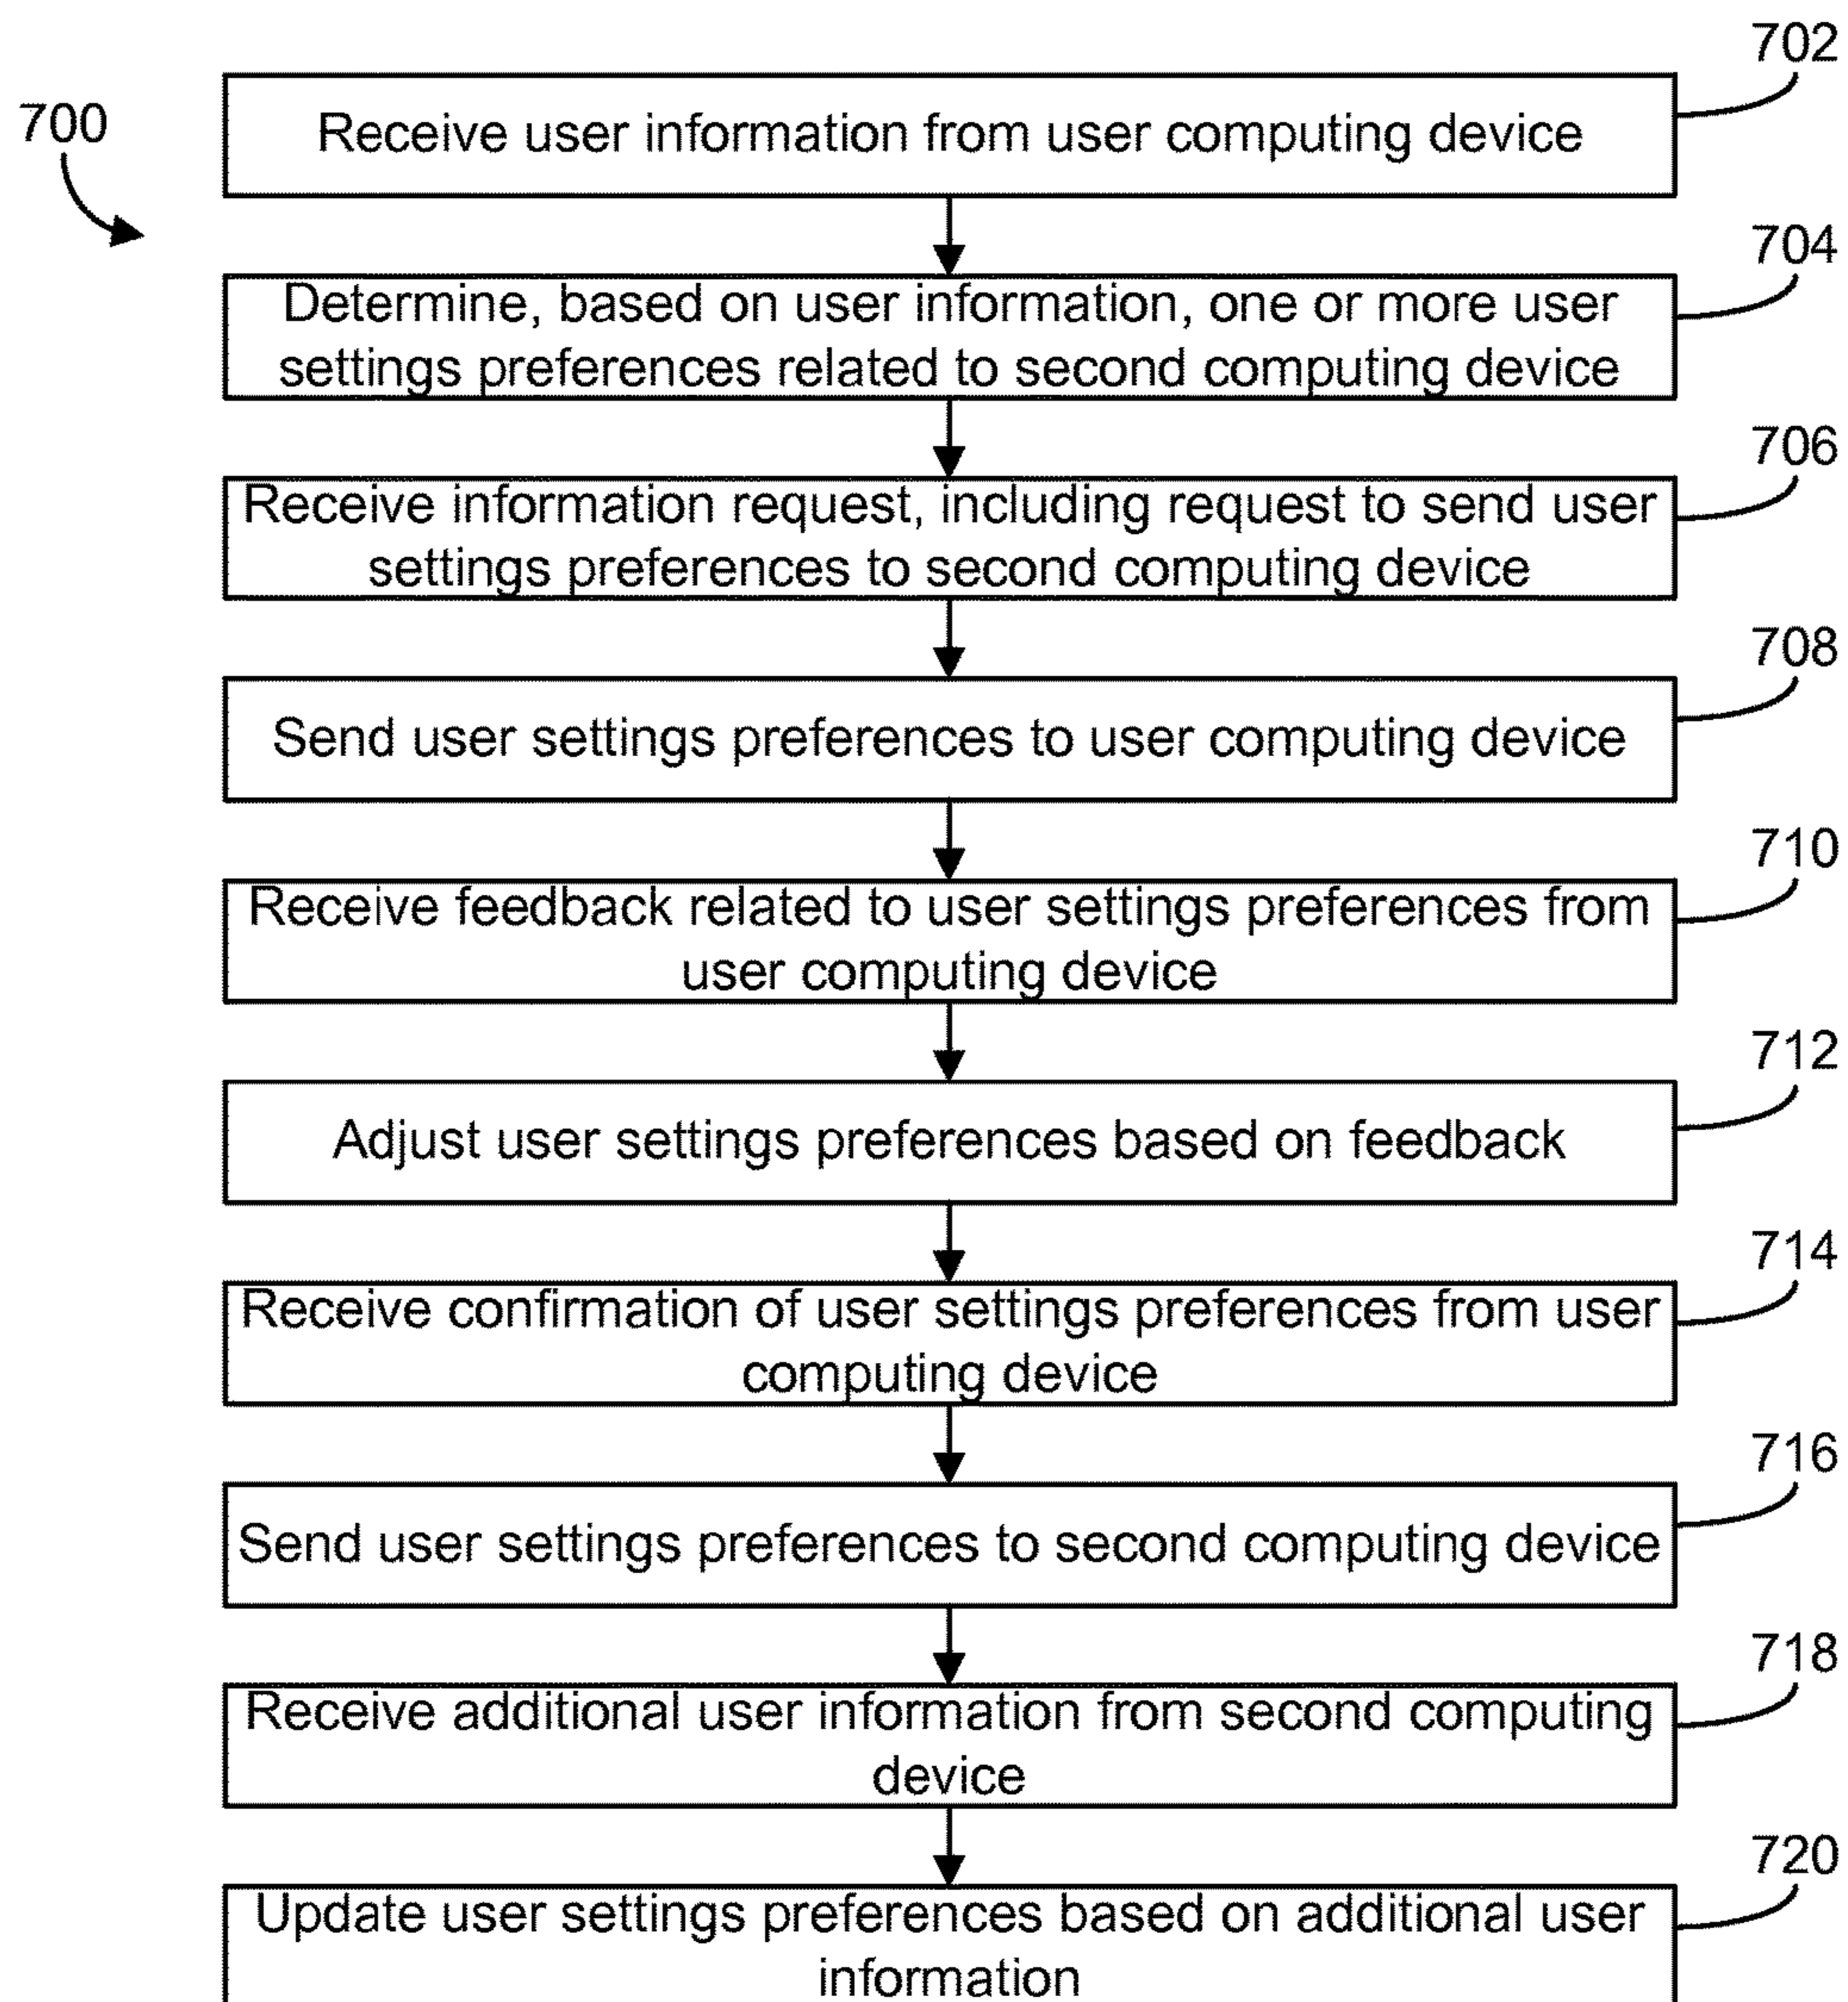 702
700
Receive user information from user computing device
704
Determine, based on user information, one or more user
settings preferences related to second computing device
706
Receive information request, including request to send user
settings preferences to second computing device
708
Send user settings preferences to user computing device
710
Receive feedback related to user settings preferences from
user computing device
712
Adjust user settings preferences based on feedback
714
Receive confirmation of user settings preferences from user
computing device
716
Send user settings preferences to second computing device
718
Receive additional user information from second computing
device
720
Update user settings preferences based on additional user
information